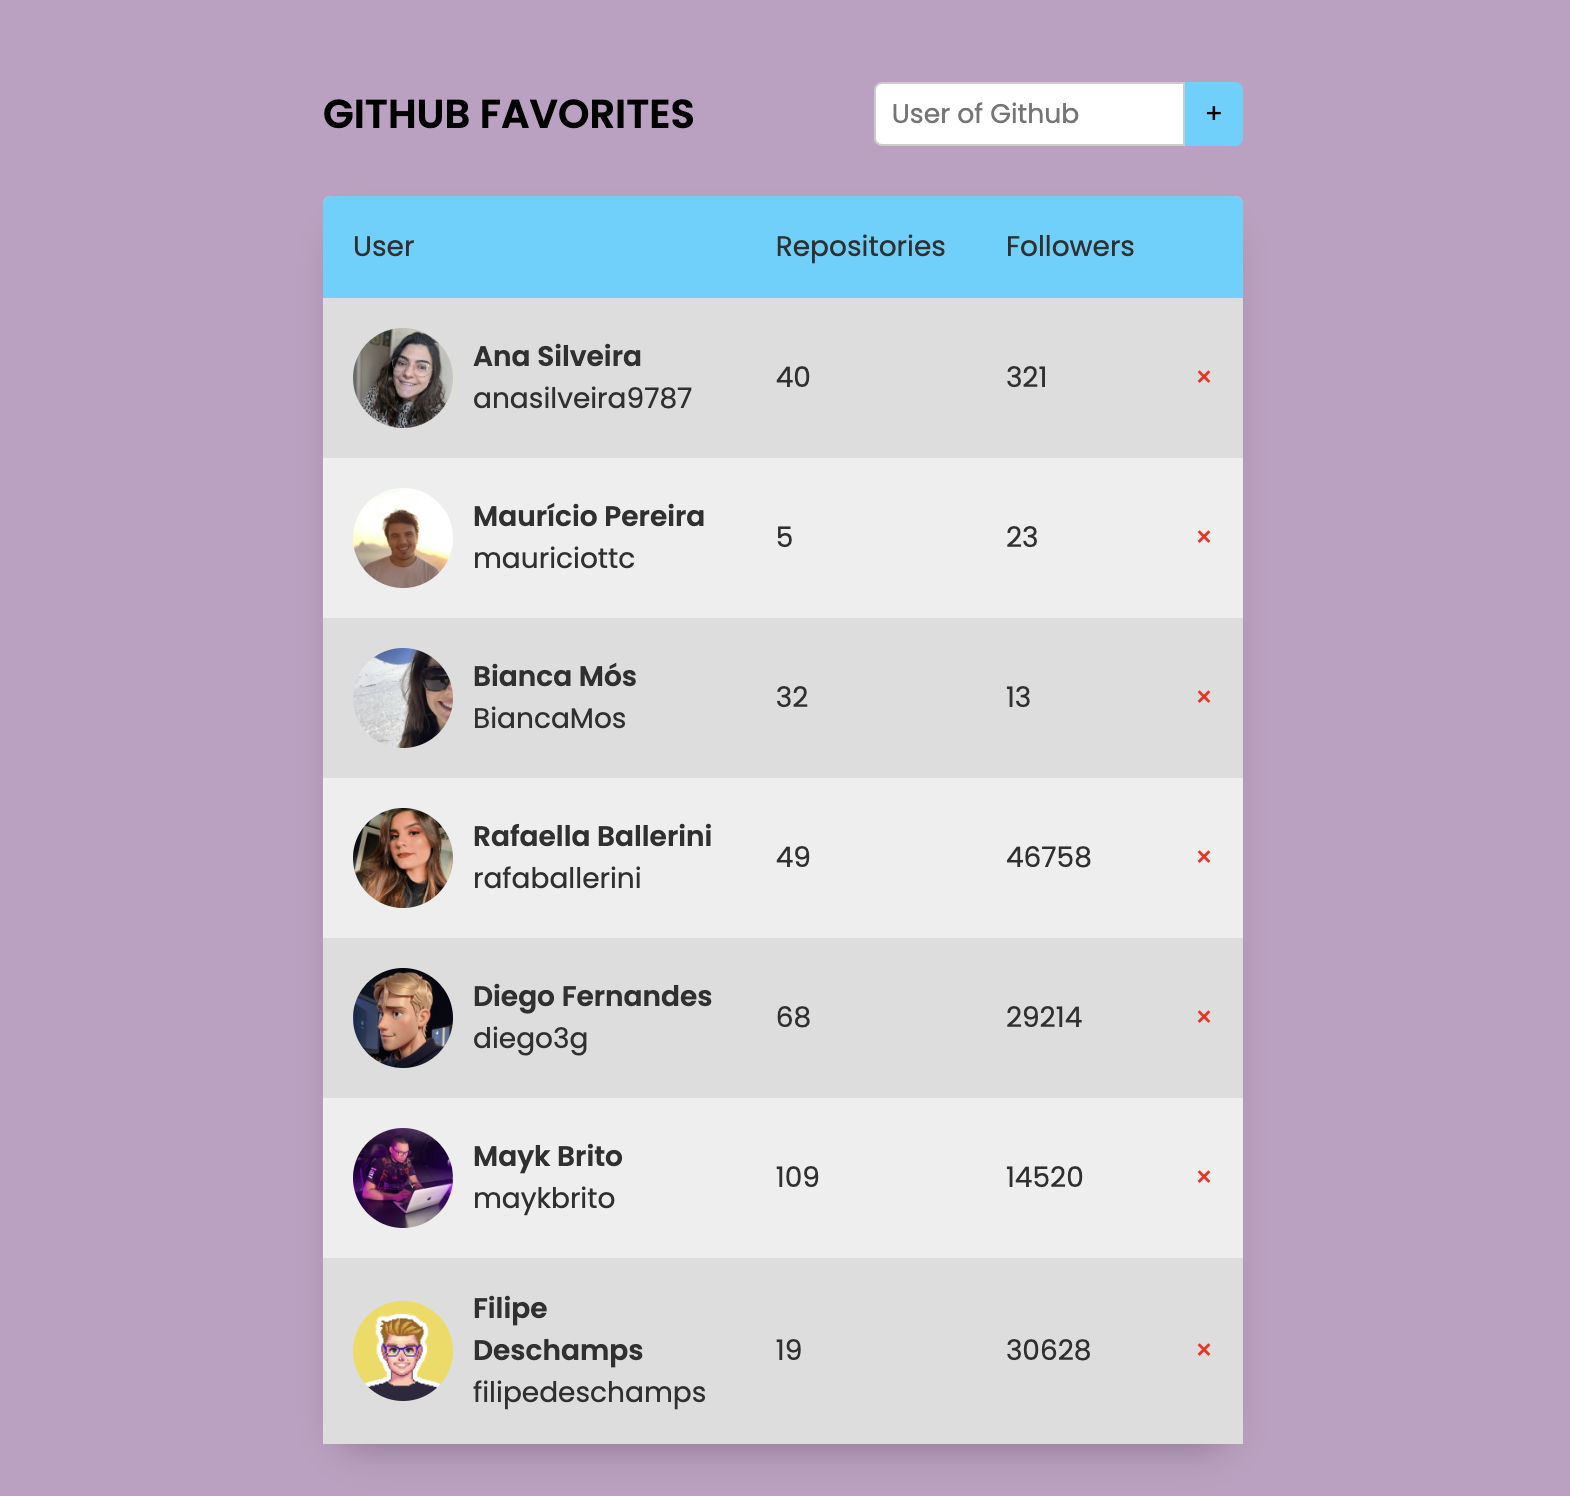 GITHUB FAVORITES
User of Github +
User Repositories Followers
Ana Silveira
anasilveira9787
40 321 ×
Maurício Pereira
mauriciottc
5 23 ×
Bianca Mós
BiancaMos
32 13 ×
Rafaella Ballerini
rafaballerini
49 46758 ×
Diego Fernandes
diego3g
68 29214 ×
Mayk Brito
maykbrito
109 14520 ×
Filipe
Deschamps
filipedeschamps
19 30628 ×